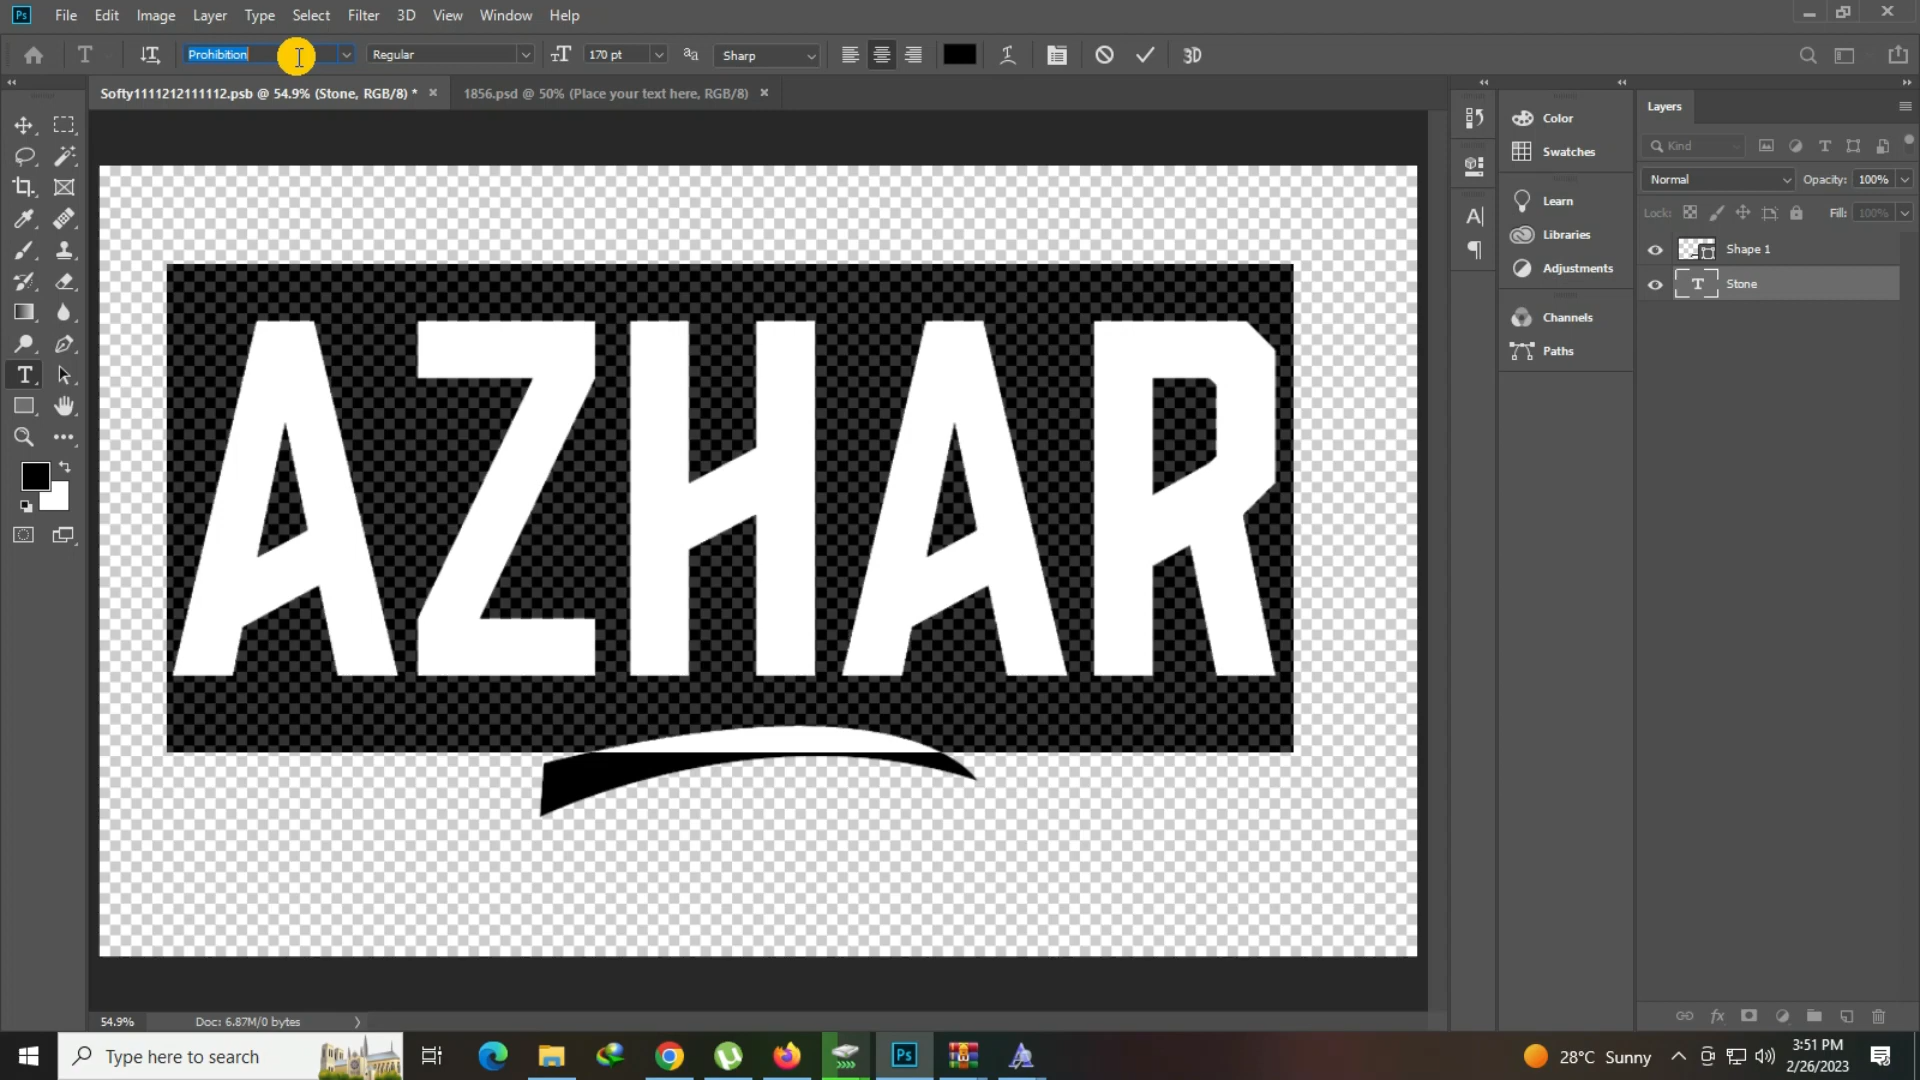 Ps File Edit Image Layer Type Select Filter 3D View Window Help
T Prohibition Regular 170 pt aa Sharp 3D
Softy1111212111112.psb @ 54.9% (Stone, RGB/8) * × 1856.psd @ 50% (Place your text here, RGB/8) ×
Layers
Color
Kind
Swatches
Normal Opacity: 100%
Learn
Lock: Fill: 100%
Libraries
Shape 1
Adjustments
T Stone
Channels
Paths
AZHAR
54.9% Doc: 6.87M/0 bytes
Type here to search
28°C Sunny
3:51 PM
2/26/2023